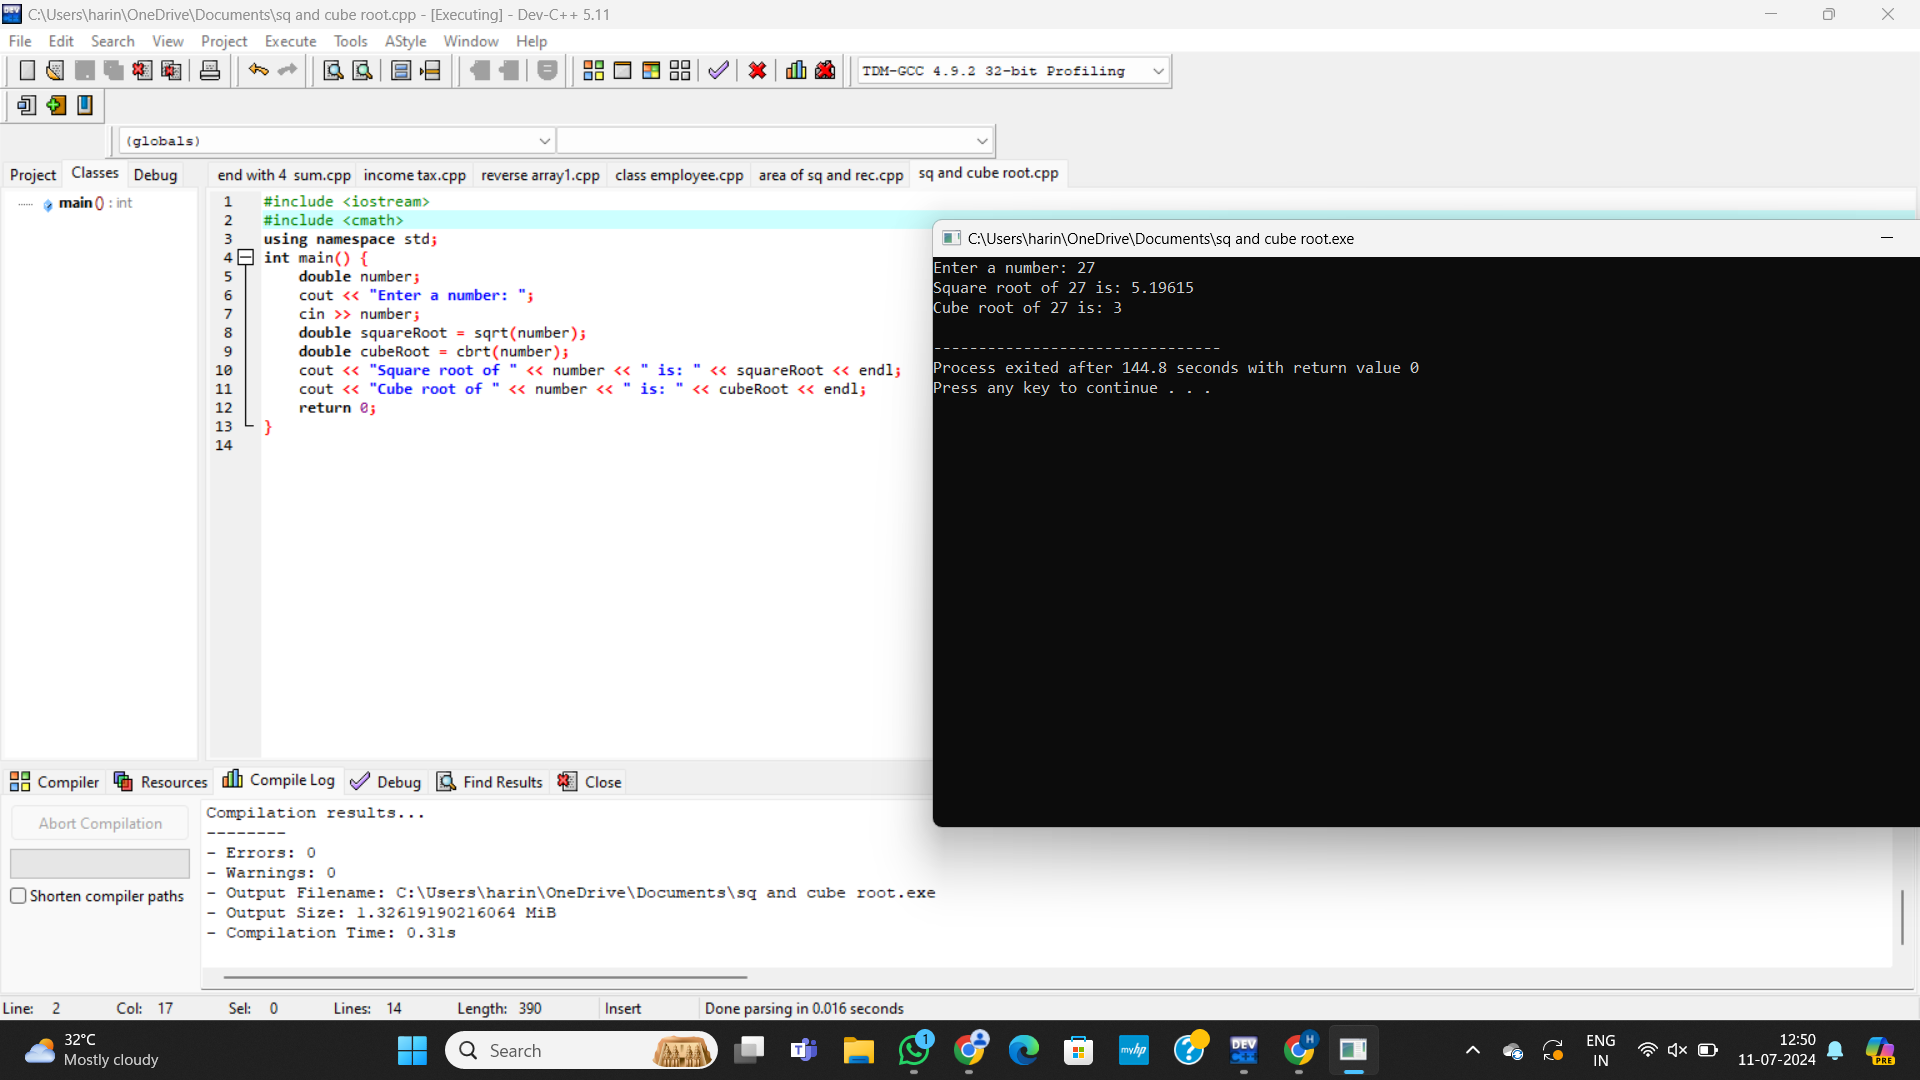 C:\Users\harin\OneDrive\Documents\sq and cube root.cpp - [Executing] - Dev-C++ 5.11
File Edit Search View Project Execute Tools AStyle Window Help
TDM-GCC 4.9.2 32-bit Profiling
(globals)
Project Classes Debug
end with 4 sum.cpp income tax.cpp reverse array1.cpp class employee.cpp area of sq and rec.cpp sq and cube root.cpp
main () : int
1 #include <iostream>
2 #include <cmath>
3 using namespace std;
4 int main() {
5 double number;
6 cout << "Enter a number: ";
7 cin >> number;
8 double squareRoot = sqrt(number);
9 double cubeRoot = cbrt(number);
10 cout << "Square root of " << number << " is: " << squareRoot << endl;
11 cout << "Cube root of " << number << " is: " << cubeRoot << endl;
12 return 0;
13 }
14
C:\Users\harin\OneDrive\Documents\sq and cube root.exe
Enter a number: 27
Square root of 27 is: 5.19615
Cube root of 27 is: 3
--------------------------------
Process exited after 144.8 seconds with return value 0
Press any key to continue . . .
Compiler Resources Compile Log Debug Find Results Close
Abort Compilation
Shorten compiler paths
Compilation results...
--------
- Errors: 0
- Warnings: 0
- Output Filename: C:\Users\harin\OneDrive\Documents\sq and cube root.exe
- Output Size: 1.32619190216064 MiB
- Compilation Time: 0.31s
Line: 2 Col: 17 Sel: 0 Lines: 14 Length: 390 Insert Done parsing in 0.016 seconds
32°C
Mostly cloudy
Search
1
myhp
DEV
H
ENG
IN
12:50
11-07-2024
PRE